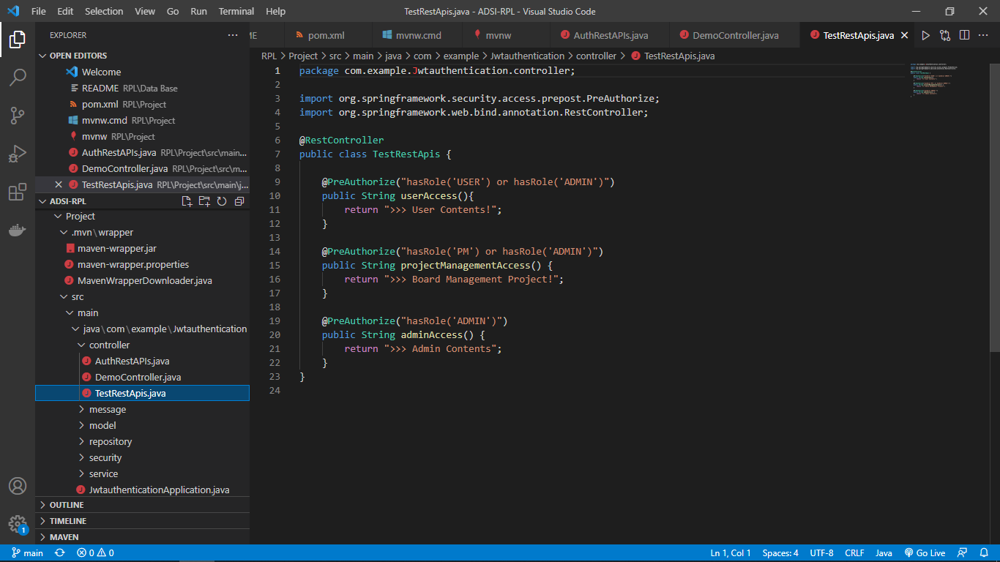 File Edit Selection View Go Run Terminal Help TestRestApis.java - ADSI-RPL - Visual Studio Code
EXPLORER ME pom.xml mvnw.cmd mvnw AuthRestAPIs.java DemoController.java TestRestApis.java
RPL > Project > src > main > java > com > example > Jwtauthentication > controller > TestRestApis.java
OPEN EDITORS
Welcome
README RPL\Data Base
pom.xml RPL\Project
mvnw.cmd RPL\Project
mvnw RPL\Project
AuthRestAPIs.java RPL\Project\src\main...
DemoController.java RPL\Project\src\m...
TestRestApis.java RPL\Project\src\main\j...
ADSI-RPL
Project
.mvn\wrapper
maven-wrapper.jar
maven-wrapper.properties
MavenWrapperDownloader.java
src
main
java\com\example\Jwtauthentication
controller
AuthRestAPIs.java
DemoController.java
TestRestApis.java
message
model
repository
security
service
JwtauthenticationApplication.java
OUTLINE
TIMELINE
MAVEN
1 package com.example.Jwtauthentication.controller;
2
3 import org.springframework.security.access.prepost.PreAuthorize;
4 import org.springframework.web.bind.annotation.RestController;
5
6 @RestController
7 public class TestRestApis {
8
9 @PreAuthorize("hasRole('USER') or hasRole('ADMIN')")
10 public String userAccess(){
11 return ">>> User Contents!";
12 }
13
14 @PreAuthorize("hasRole('PM') or hasRole('ADMIN')")
15 public String projectManagementAccess() {
16 return ">>> Board Management Project!";
17 }
18
19 @PreAuthorize("hasRole('ADMIN')")
20 public String adminAccess() {
21 return ">>> Admin Contents";
22 }
23 }
24
1
main 0 0 Ln 1, Col 1 Spaces: 4 UTF-8 CRLF Java Go Live